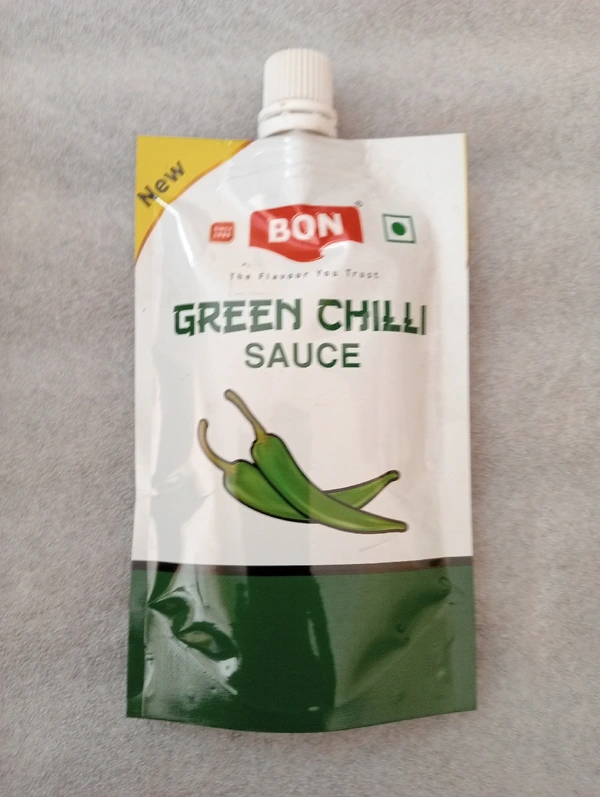 New
BON
®
The Flavour You Trust
GREEN CHILLI
SAUCE